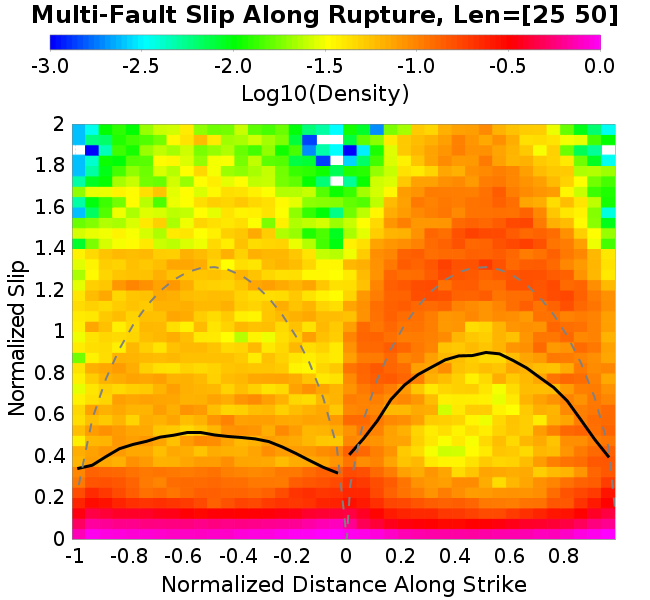 Multi-Fault Slip Along Rupture, Len=[25 50]
-3.0 -2.5 -2.0 -1.5 -1.0 -0.5 0.0
Log10(Density)
2
1.8
1.6
1.4
1.2
1
0.8
0.6
0.4
0.2
0
Normalized Slip
-1 -0.8 -0.6 -0.4 -0.2 0 0.2 0.4 0.6 0.8
Normalized Distance Along Strike